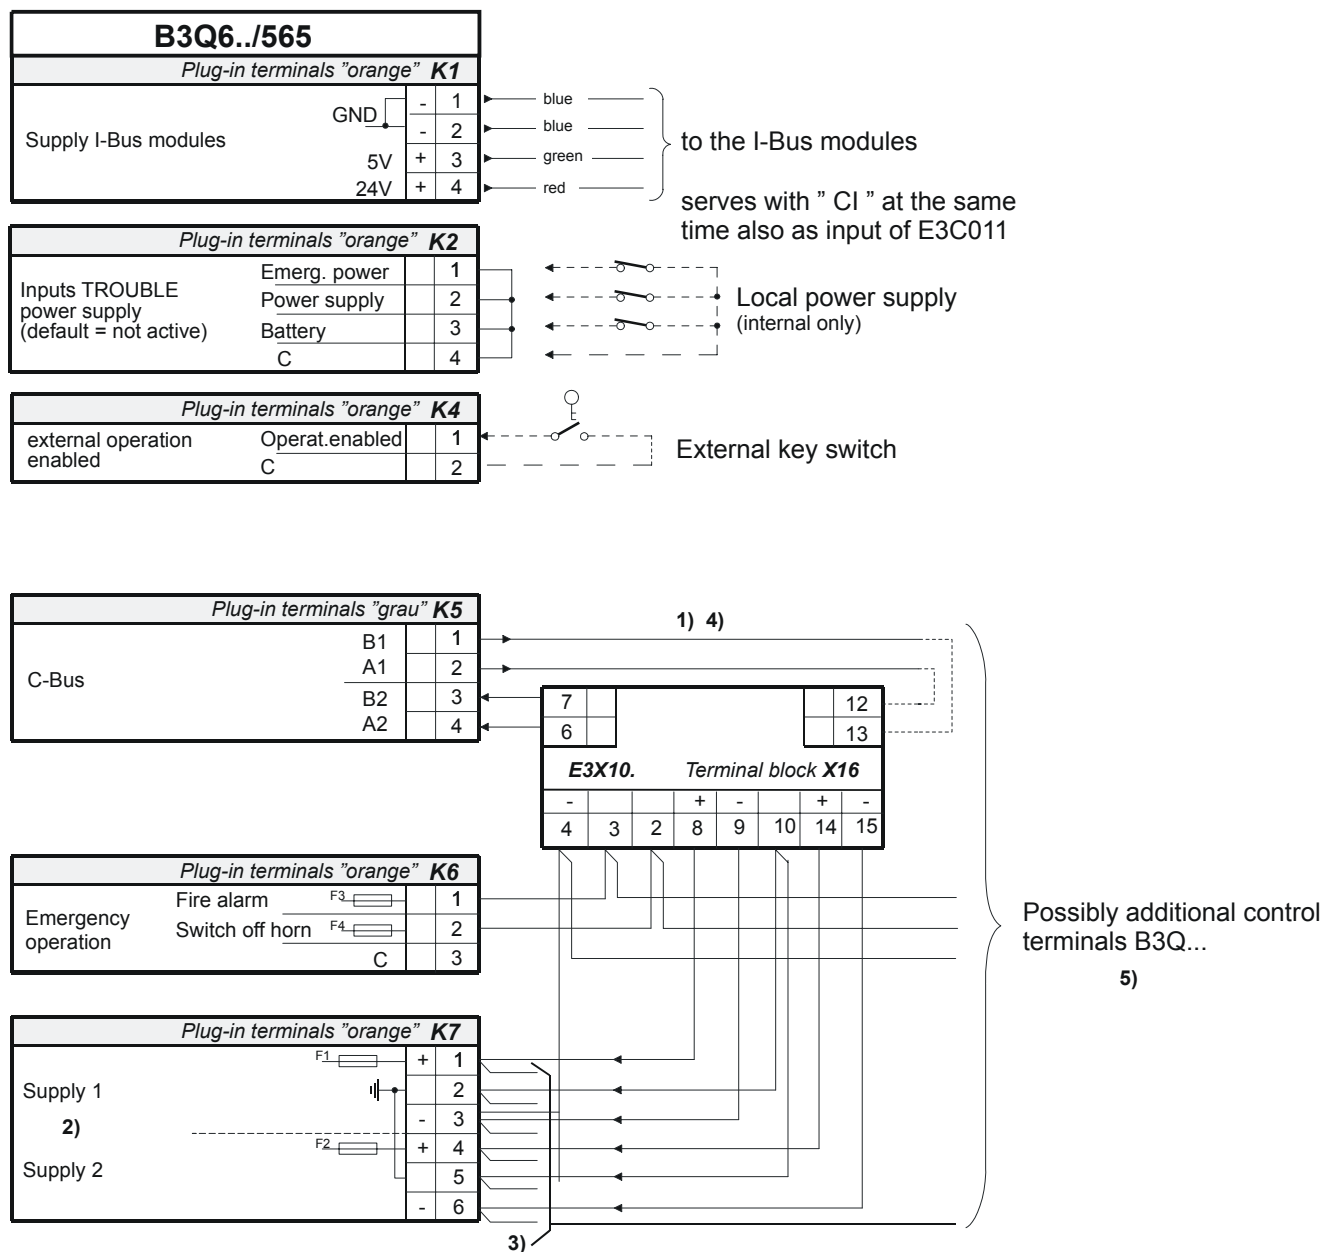 B3Q6../565
Plug-in terminals "orange" K1
Supply I-Bus modules
GND
- 1
- 2
5V + 3
24V + 4
blue
blue
green
red
to the I-Bus modules
serves with ” CI ” at the same
time also as input of E3C011
Plug-in terminals ”orange” K2
Inputs TROUBLE
power supply
(default = not active)
Emerg. power 1
Power supply 2
Battery 3
C 4
Local power supply
(internal only)
Plug-in terminals ”orange” K4
external operation
enabled
Operat.enabled 1
C 2
External key switch
Plug-in terminals ”grau” K5
C-Bus
B1 1
A1 2
B2 3
A2 4
1) 4)
7 12
6 13
E3X10. Terminal block X16
- + - + -
4 3 2 8 9 10 14 15
Plug-in terminals ”orange” K6
Emergency
operation
Fire alarm F3 1
Switch off horn F4 2
C 3
Possibly additional control
terminals B3Q...
5)
Plug-in terminals ”orange” K7
Supply 1
2)
Supply 2
F1 + 1
2
- 3
F2 + 4
5
- 6
3)